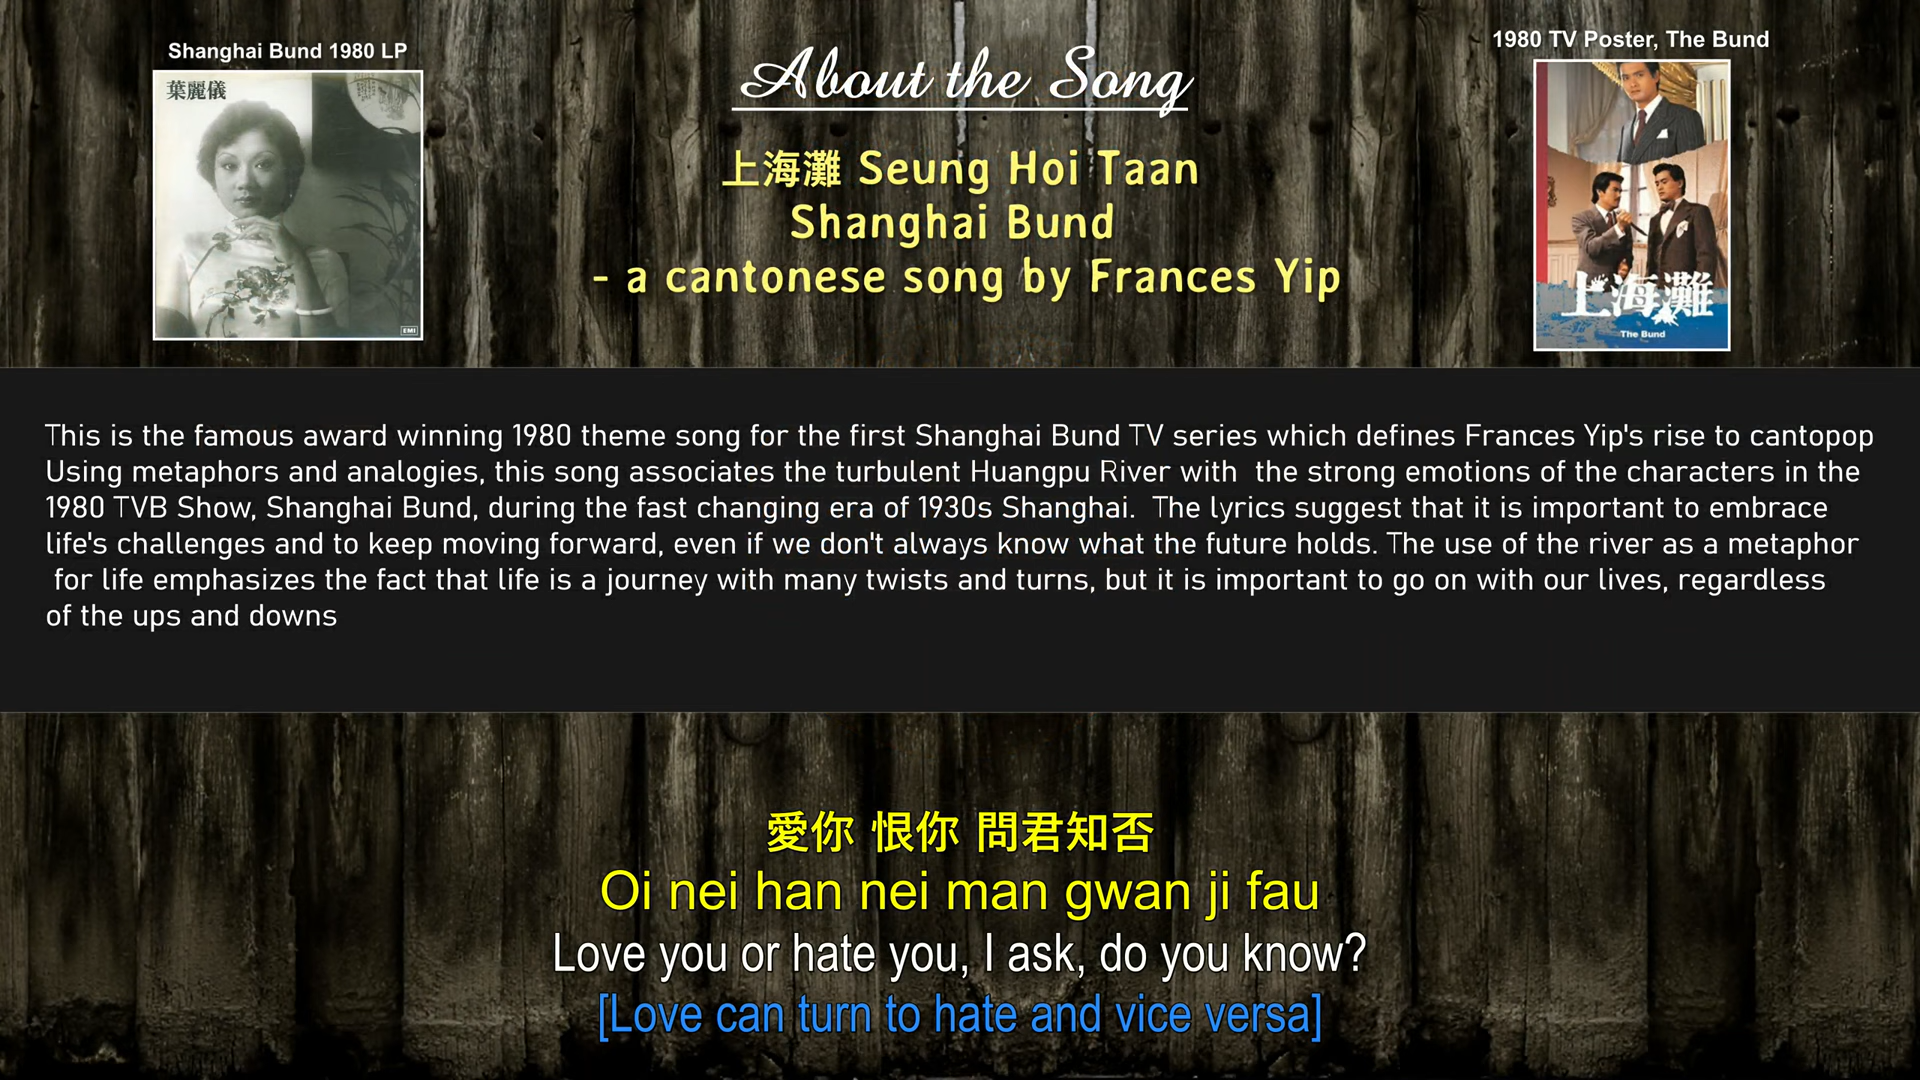 Shanghai Bund 1980 LP
葉麗儀
EMI
About the Song
上海灘 Seung Hoi Taan
Shanghai Bund
- a cantonese song by Frances Yip
1980 TV Poster, The Bund
上海灘
The Bund
This is the famous award winning 1980 theme song for the first Shanghai Bund TV series which defines Frances Yip's rise to cantopop
Using metaphors and analogies, this song associates the turbulent Huangpu River with  the strong emotions of the characters in the
1980 TVB Show, Shanghai Bund, during the fast changing era of 1930s Shanghai.  The lyrics suggest that it is important to embrace
life's challenges and to keep moving forward, even if we don't always know what the future holds. The use of the river as a metaphor
for life emphasizes the fact that life is a journey with many twists and turns, but it is important to go on with our lives, regardless
of the ups and downs
愛你 恨你 問君知否
Oi nei han nei man gwan ji fau
Love you or hate you, I ask, do you know?
[Love can turn to hate and vice versa]